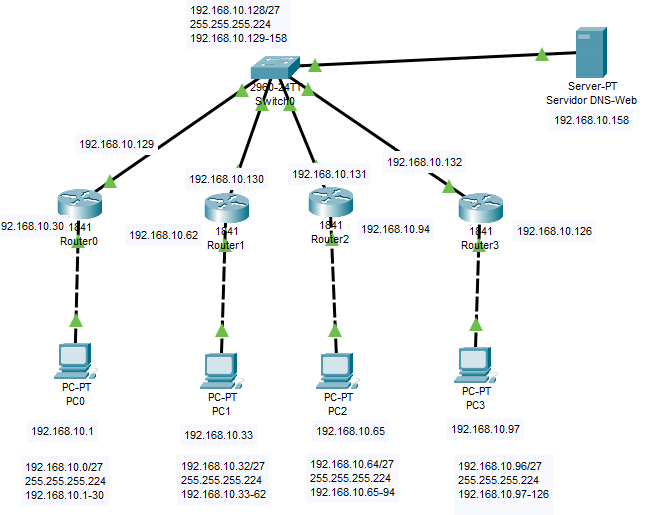 192.168.10.128/27
255.255.255.224
192.168.10.129-158
2960-24TT
Switch0
Server-PT
Servidor DNS-Web
192.168.10.158
192.168.10.129
192.168.10.130
192.168.10.131
192.168.10.132
92.168.10.30
1841
Router0
192.168.10.62
1841
Router1
1841
Router2
192.168.10.94
1841
Router3
192.168.10.126
PC-PT
PC0
PC-PT
PC1
PC-PT
PC2
PC-PT
PC3
192.168.10.1
192.168.10.33
192.168.10.65
192.168.10.97
192.168.10.0/27
255.255.255.224
192.168.10.1-30
192.168.10.32/27
255.255.255.224
192.168.10.33-62
192.168.10.64/27
255.255.255.224
192.168.10.65-94
192.168.10.96/27
255.255.255.224
192.168.10.97-126